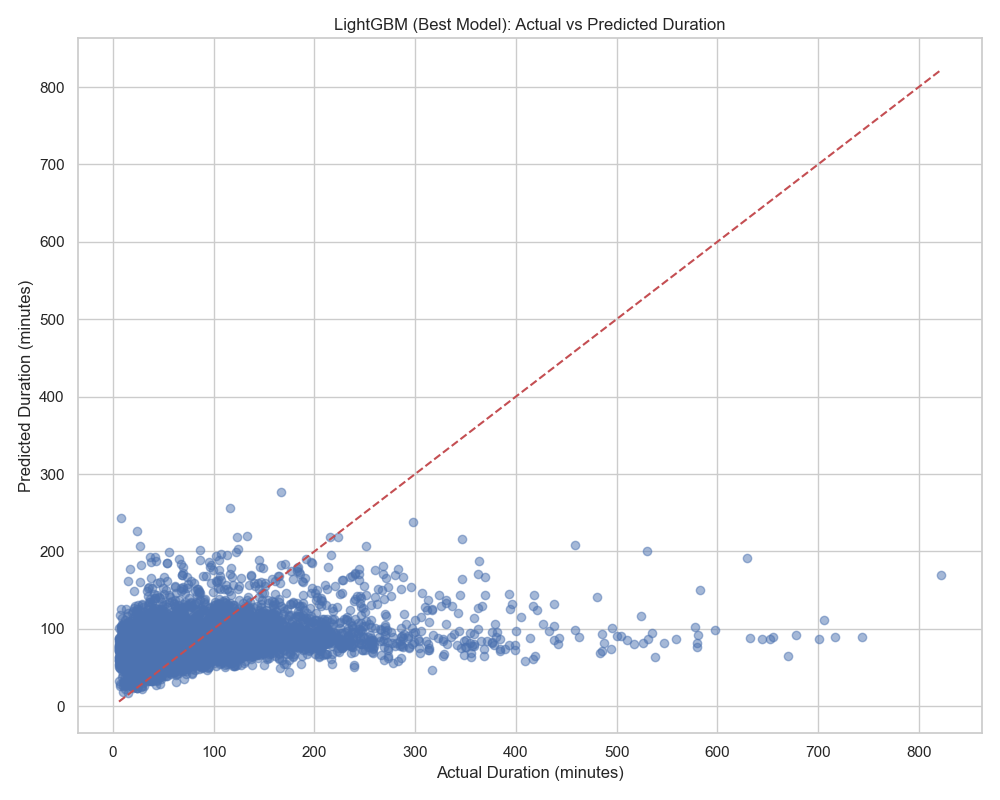 LightGBM (Best Model): Actual vs Predicted Duration
Predicted Duration (minutes)
800
700
600
500
400
300
200
100
0
0 100 200 300 400 500 600 700 800
Actual Duration (minutes)